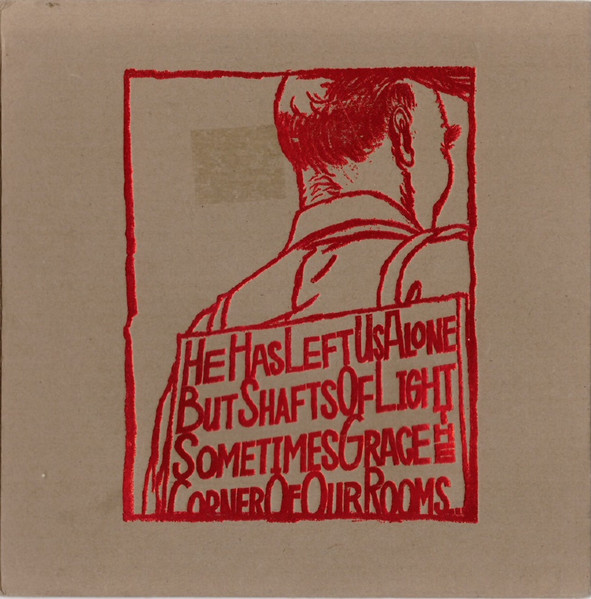 He Has Left Us Alone
But Shafts Of Light
Sometimes Grace The
Corner Of Our Rooms...